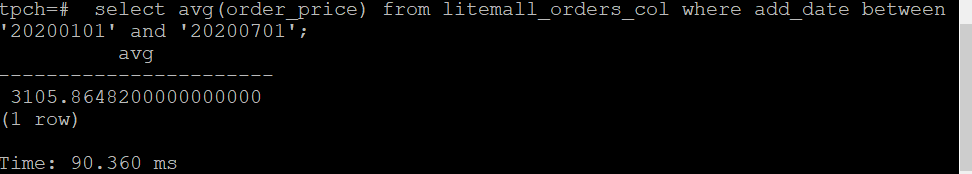 tpch=#  select avg(order_price) from litemall_orders_col where add_date between
'20200101' and '20200701';
avg
-----------------------
3105.8648200000000000
(1 row)
Time: 90.360 ms